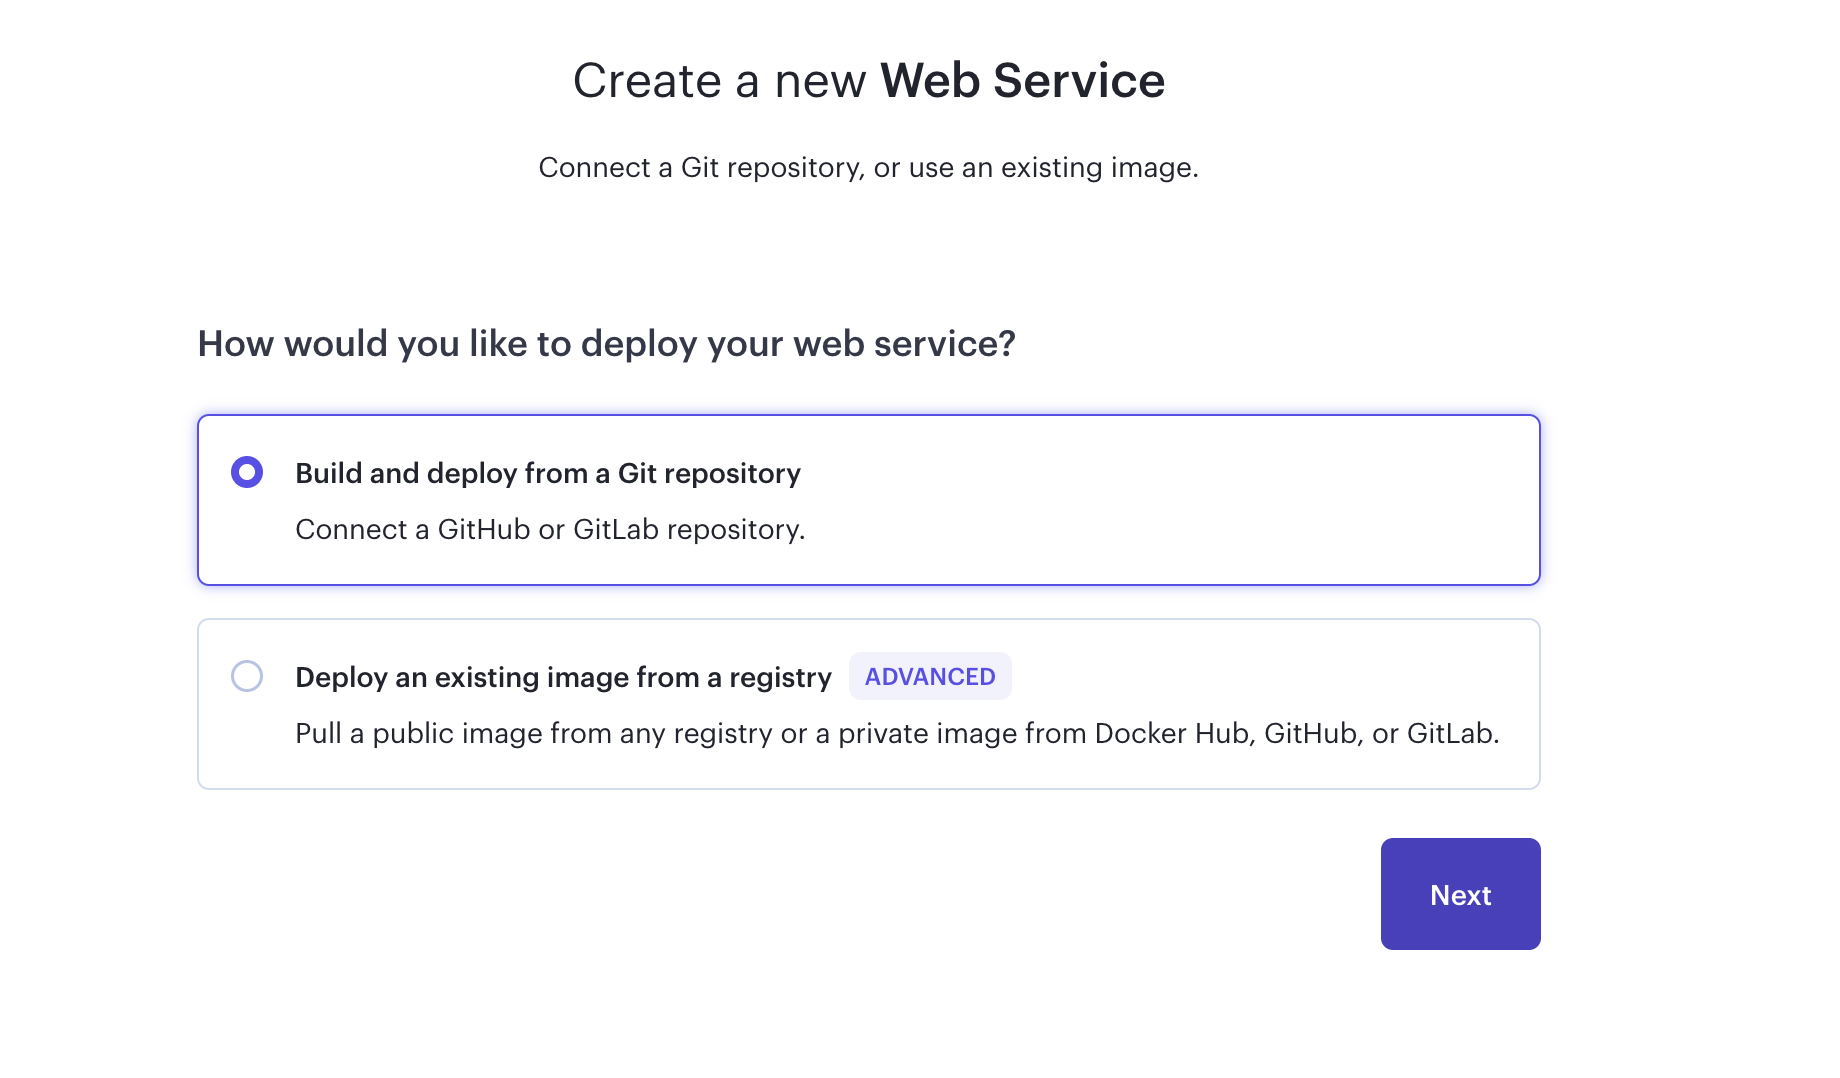 Create a new Web Service
Connect a Git repository, or use an existing image.
How would you like to deploy your web service?
Build and deploy from a Git repository
Connect a GitHub or GitLab repository.
Deploy an existing image from a registry ADVANCED
Pull a public image from any registry or a private image from Docker Hub, GitHub, or GitLab.
Next